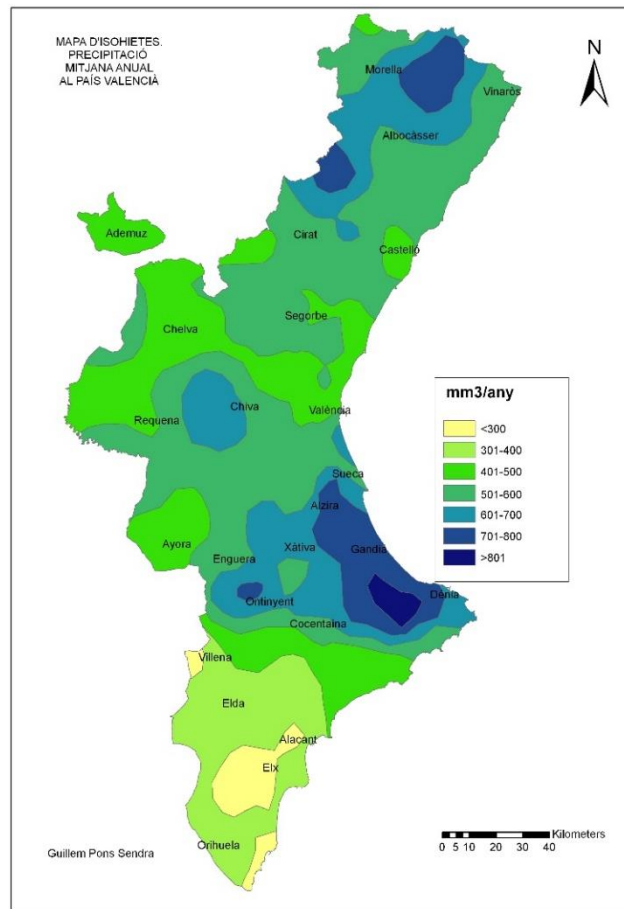 MAPA D'ISOHIETES.
PRECIPITACIÓ
MITJANA ANUAL
AL PAÍS VALENCIÀ
N
Morella
Vinaròs
Albocàsser
Ademuz
Cirat
Castelló
Segorbe
Chelva
mm3/any
<300
301-400
401-500
501-600
601-700
701-800
>801
Chiva
València
Requena
Sueca
Alzira
Ayora
Xàtiva
Gandia
Enguera
Ontinyent
Dénia
Cocentaina
Villena
Elda
Alacant
Elx
Orihuela
Guillem Pons Sendra
Kilometers
0 5 10 20 30 40